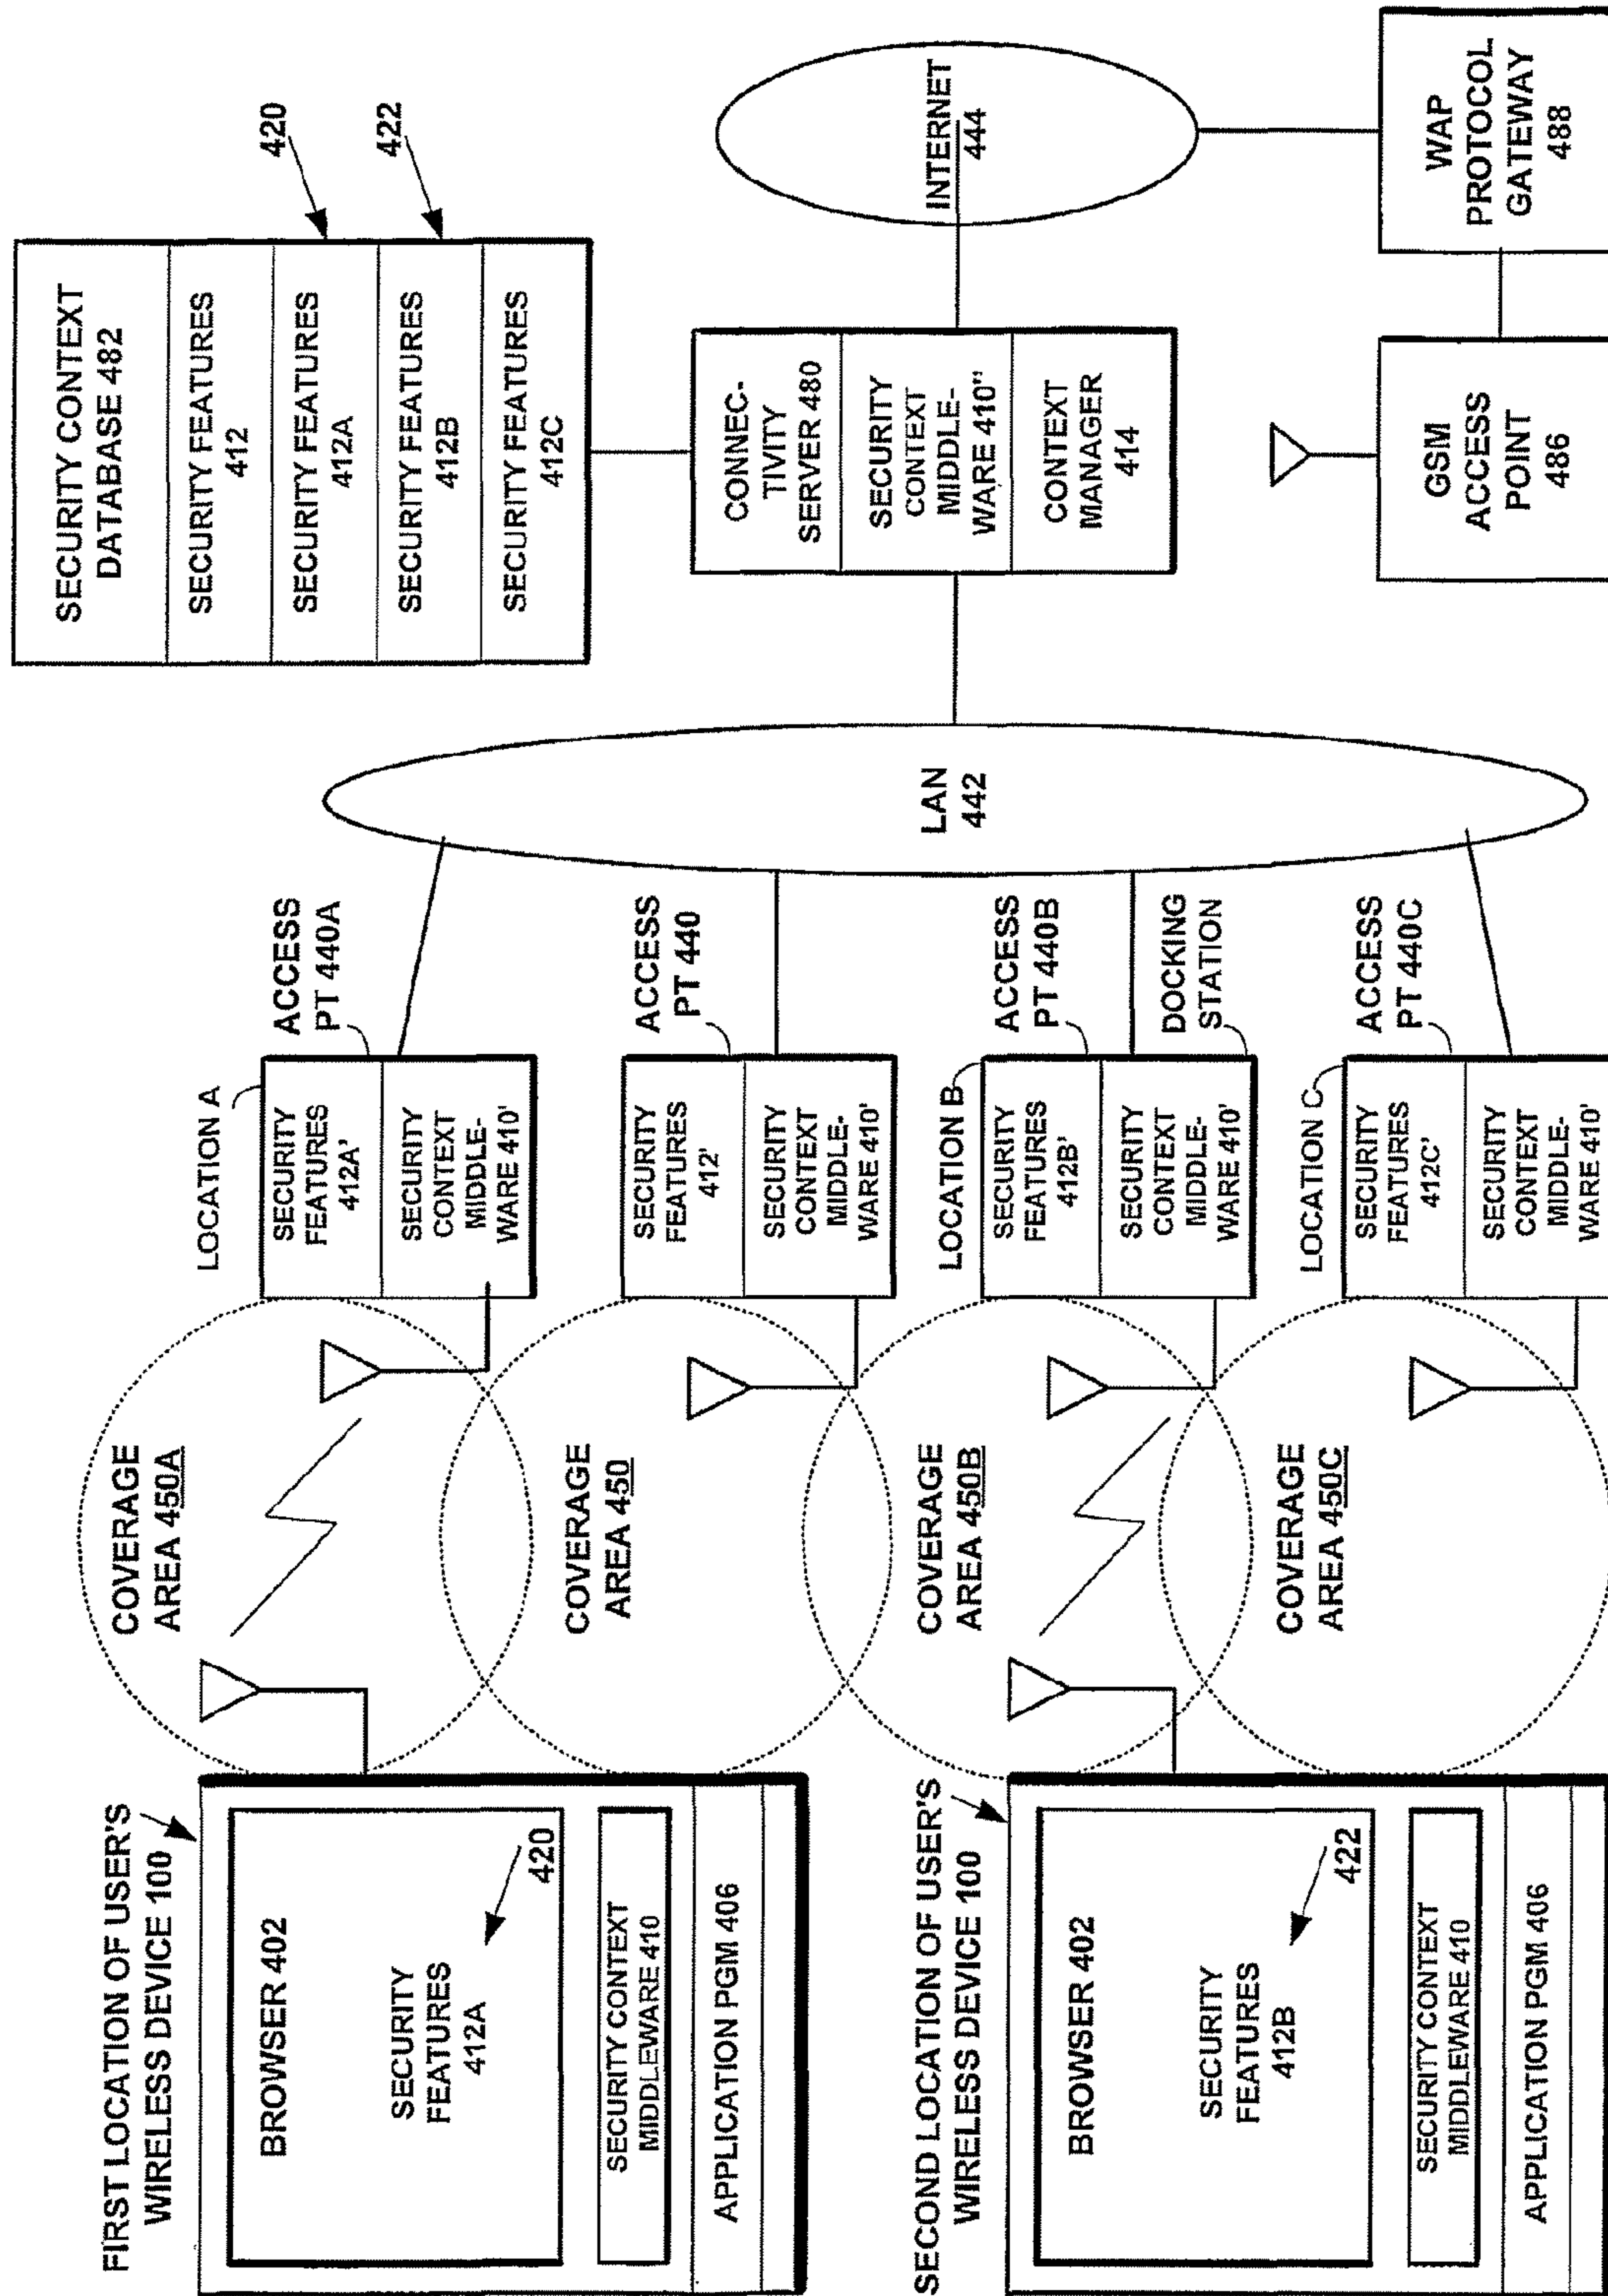 FIRST LOCATION OF USER'S
WIRELESS DEVICE 100
BROWSER 402
SECURITY
FEATURES
412A
420
SECURITY CONTEXT
MIDDLEWARE 410
APPLICATION PGM 406
SECOND LOCATION OF USER'S
WIRELESS DEVICE 100
BROWSER 402
SECURITY
FEATURES
412B
422
SECURITY CONTEXT
MIDDLEWARE 410
APPLICATION PGM 406
COVERAGE
AREA 450A
COVERAGE
AREA 450
COVERAGE
AREA 450B
COVERAGE
AREA 450C
LOCATION A
SECURITY
FEATURES
412A'
SECURITY
CONTEXT
MIDDLE-
WARE 410'
ACCESS
PT 440A
SECURITY
FEATURES
412'
SECURITY
CONTEXT
MIDDLE-
WARE 410'
ACCESS
PT 440
LOCATION B
SECURITY
FEATURES
412B'
SECURITY
CONTEXT
MIDDLE-
WARE 410'
ACCESS
PT 440B
DOCKING
STATION
LOCATION C
SECURITY
FEATURES
412C'
SECURITY
CONTEXT
MIDDLE-
WARE 410'
ACCESS
PT 440C
LAN
442
SECURITY CONTEXT
DATABASE 482
SECURITY FEATURES
412
SECURITY FEATURES
412A
SECURITY FEATURES
412B
SECURITY FEATURES
412C
420
422
CONNEC-
TIVITY
SERVER 480
SECURITY
CONTEXT
MIDDLE-
WARE 410"
CONTEXT
MANAGER
414
INTERNET
444
GSM
ACCESS
POINT
486
WAP
PROTOCOL
GATEWAY
488